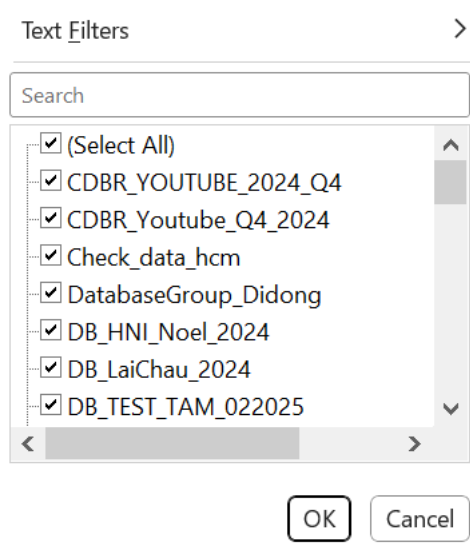 Text Filters
Search
(Select All)
CDBR_YOUTUBE_2024_Q4
CDBR_Youtube_Q4_2024
Check_data_hcm
DatabaseGroup_Didong
DB_HNI_Noel_2024
DB_LaiChau_2024
DB_TEST_TAM_022025
OK Cancel